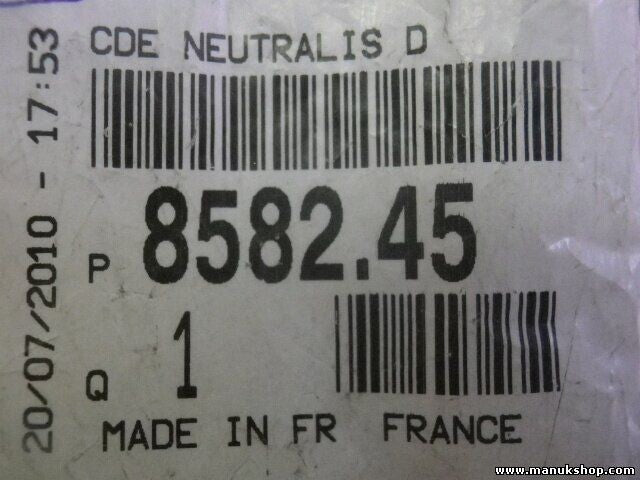 CDE NEUTRALIS D
P 8582.45
Q 1
MADE IN FR FRANCE
20/07/2010 - 17:53
www.manukshop.com